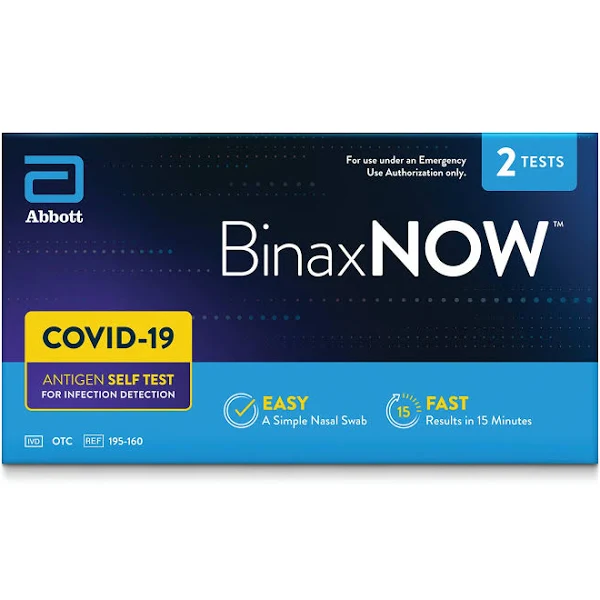 Abbott
For use under an Emergency
Use Authorization only.
2 TESTS
BinaxNOW™
COVID-19
ANTIGEN SELF TEST
FOR INFECTION DETECTION
EASY
A Simple Nasal Swab
15
FAST
Results in 15 Minutes
IVD OTC REF 195-160